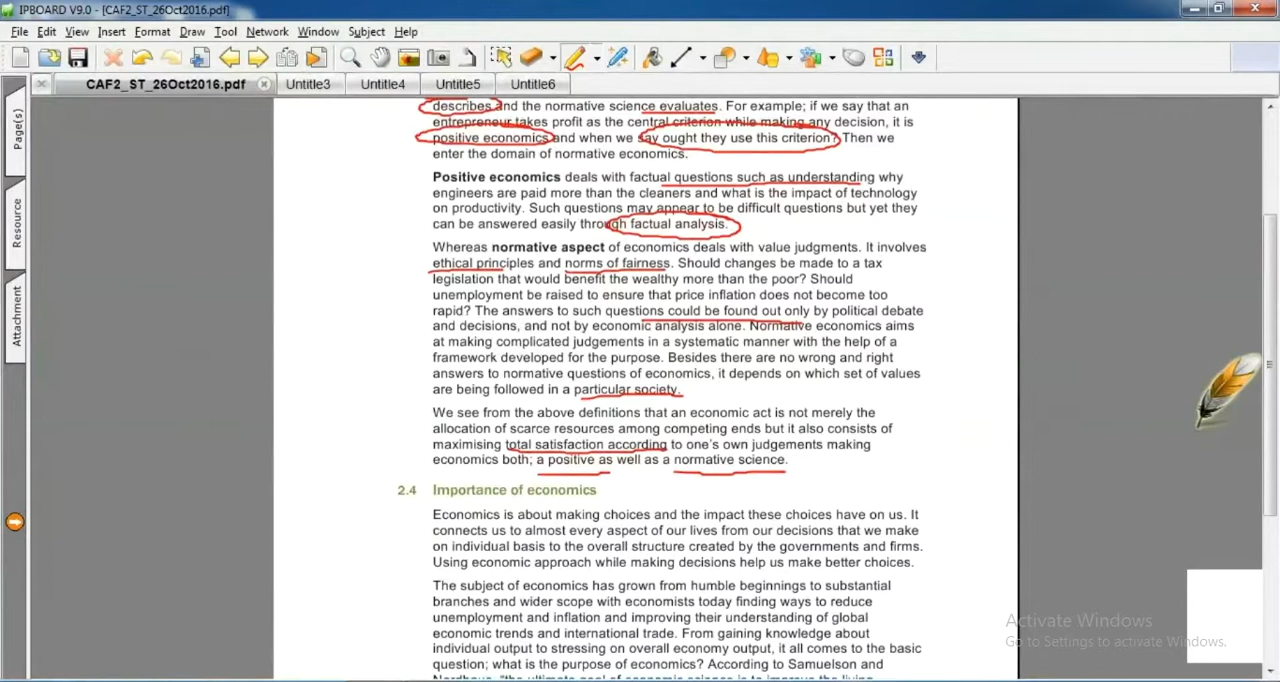 IPBOARD V9.0 - [CAF2_ST_26Oct2016.pdf]
File Edit View Insert Format Draw Tool Network Window Subject Help
CAF2_ST_26Oct2016.pdf Untitle3 Untitle4 Untitle5 Untitle6
Page(s)
Resource
Attachment
describes and the normative science evaluates. For example; if we say that an
entrepreneur takes profit as the central criterion while making any decision, it is
positive economics and when we say ought they use this criterion? Then we
enter the domain of normative economics.
Positive economics deals with factual questions such as understanding why
engineers are paid more than the cleaners and what is the impact of technology
on productivity. Such questions may appear to be difficult questions but yet they
can be answered easily through factual analysis.
Whereas normative aspect of economics deals with value judgments. It involves
ethical principles and norms of fairness. Should changes be made to a tax
legislation that would benefit the wealthy more than the poor? Should
unemployment be raised to ensure that price inflation does not become too
rapid? The answers to such questions could be found out only by political debate
and decisions, and not by economic analysis alone. Normative economics aims
at making complicated judgements in a systematic manner with the help of a
framework developed for the purpose. Besides there are no wrong and right
answers to normative questions of economics, it depends on which set of values
are being followed in a particular society.
We see from the above definitions that an economic act is not merely the
allocation of scarce resources among competing ends but it also consists of
maximising total satisfaction according to one's own judgements making
economics both; a positive as well as a normative science.
2.4 Importance of economics
Economics is about making choices and the impact these choices have on us. It
connects us to almost every aspect of our lives from our decisions that we make
on individual basis to the overall structure created by the governments and firms.
Using economic approach while making decisions help us make better choices.
The subject of economics has grown from humble beginnings to substantial
branches and wider scope with economists today finding ways to reduce
unemployment and inflation and improving their understanding of global
economic trends and international trade. From gaining knowledge about
individual output to stressing on overall economy output, it all comes to the basic
question; what is the purpose of economics? According to Samuelson and
Activate Windows
Go to Settings to activate Windows.